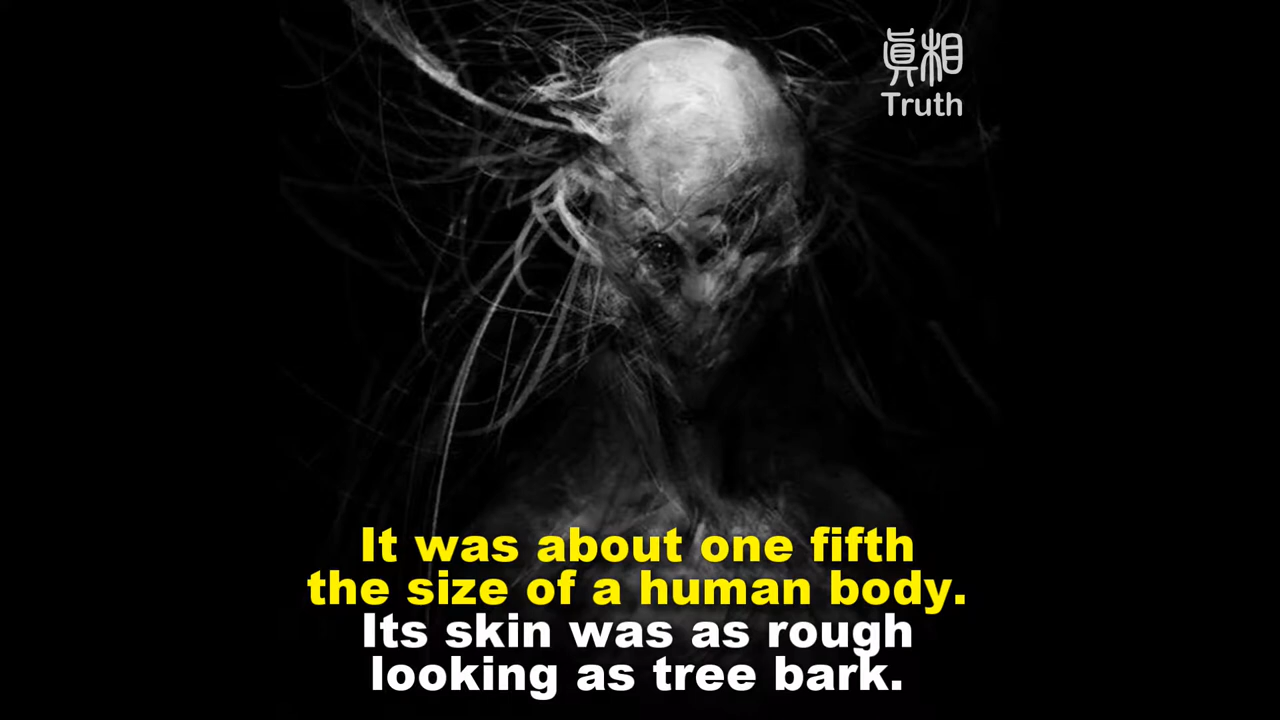 眞相
Truth
It was about one fifth
the size of a human body.
Its skin was as rough
looking as tree bark.